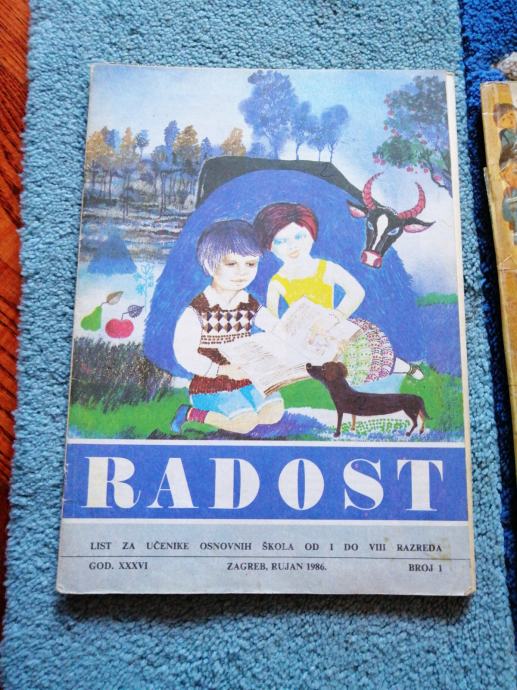 RADOST
LIST ZA UČENIKE OSNOVNIH ŠKOLA OD I DO VIII RAZREDA
GOD. XXXVI ZAGREB, RUJAN 1986. BROJ 1